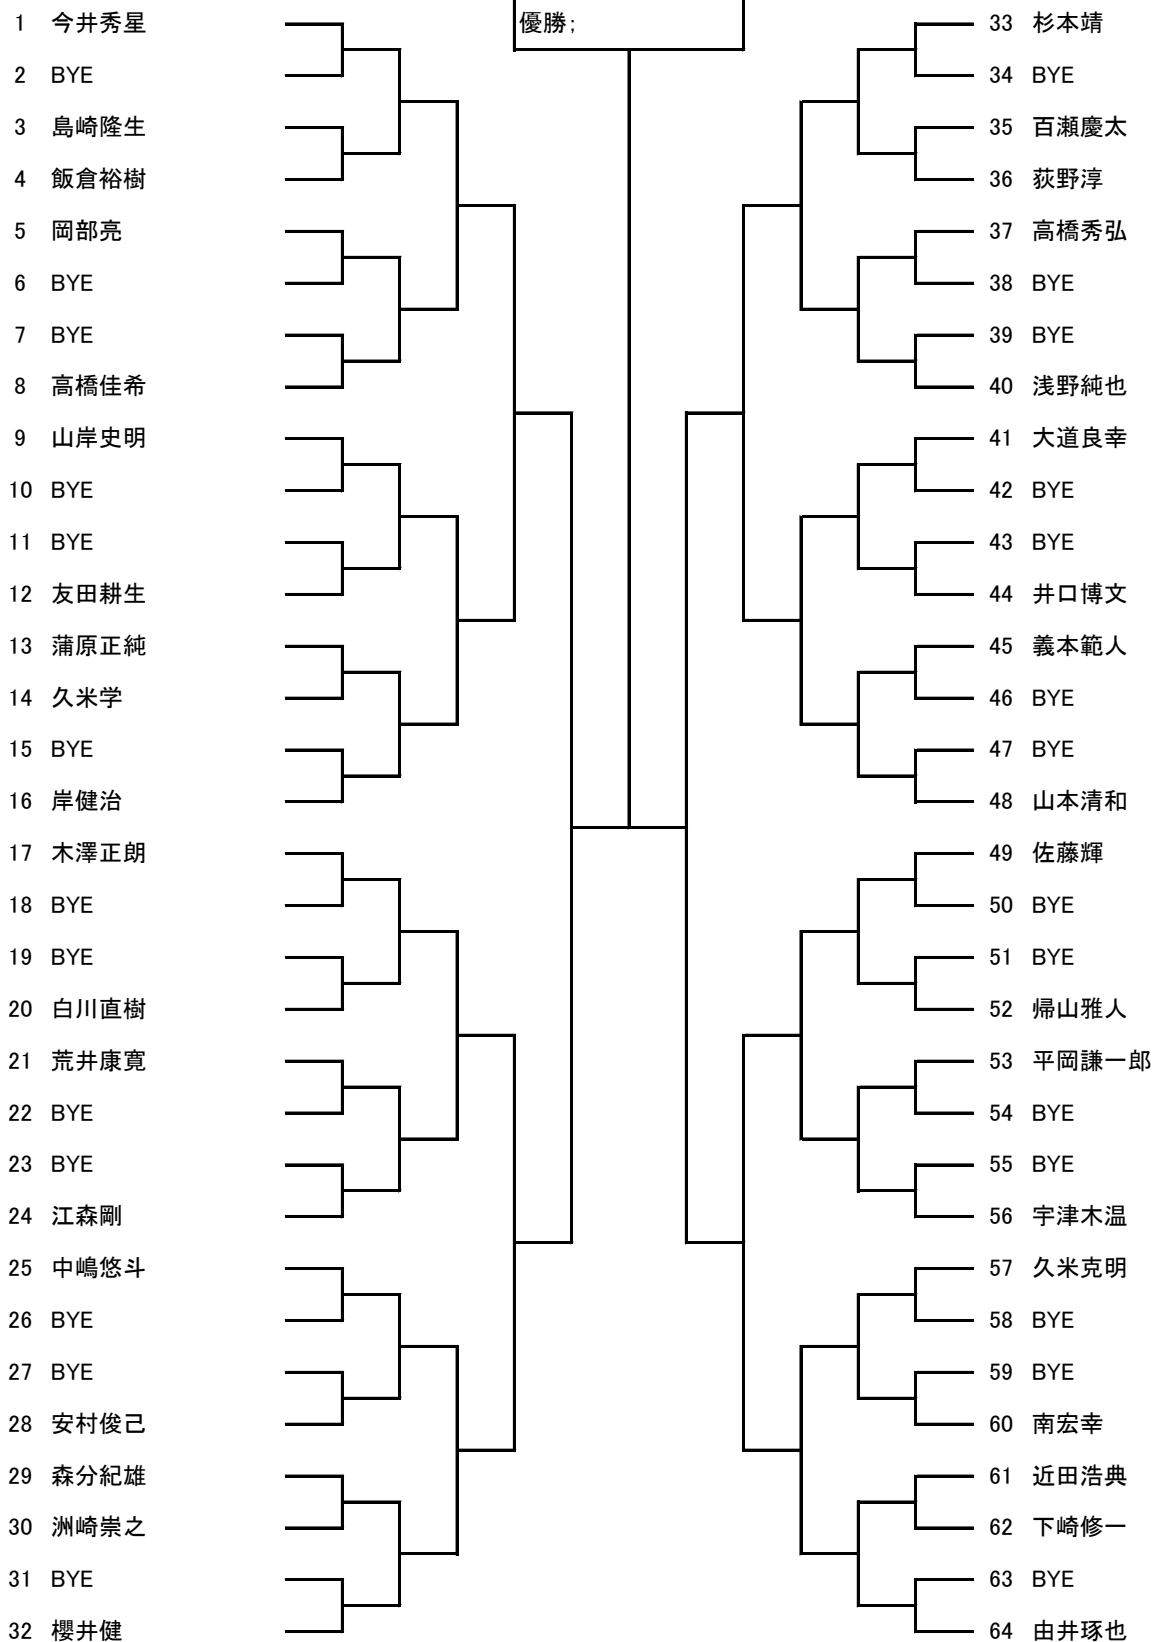 優勝;
1 今井秀星
2 BYE
3 島崎隆生
4 飯倉裕樹
5 岡部亮
6 BYE
7 BYE
8 高橋佳希
9 山岸史明
10 BYE
11 BYE
12 友田耕生
13 蒲原正純
14 久米学
15 BYE
16 岸健治
17 木澤正朗
18 BYE
19 BYE
20 白川直樹
21 荒井康寛
22 BYE
23 BYE
24 江森剛
25 中嶋悠斗
26 BYE
27 BYE
28 安村俊己
29 森分紀雄
30 洲崎崇之
31 BYE
32 櫻井健
33 杉本靖
34 BYE
35 百瀬慶太
36 荻野淳
37 高橋秀弘
38 BYE
39 BYE
40 浅野純也
41 大道良幸
42 BYE
43 BYE
44 井口博文
45 義本範人
46 BYE
47 BYE
48 山本清和
49 佐藤輝
50 BYE
51 BYE
52 帰山雅人
53 平岡謙一郎
54 BYE
55 BYE
56 宇津木温
57 久米克明
58 BYE
59 BYE
60 南宏幸
61 近田浩典
62 下崎修一
63 BYE
64 由井琢也